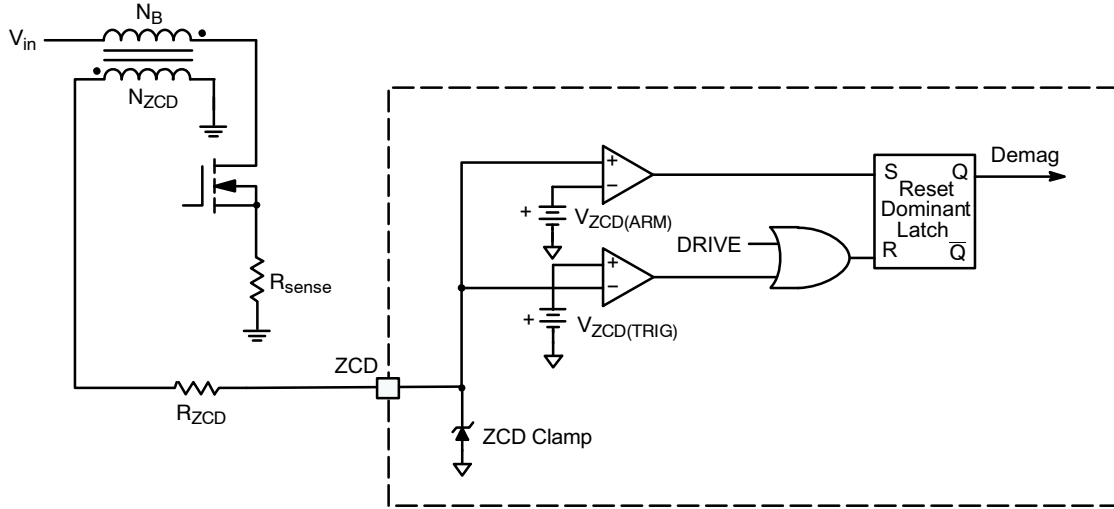 N_B
V_in
N_ZCD
R_sense
ZCD
R_ZCD
ZCD Clamp
+
−
+
V_ZCD(ARM)
DRIVE
+
−
+
V_ZCD(TRIG)
S Q
Reset
Dominant
Latch
R Q̅
Demag